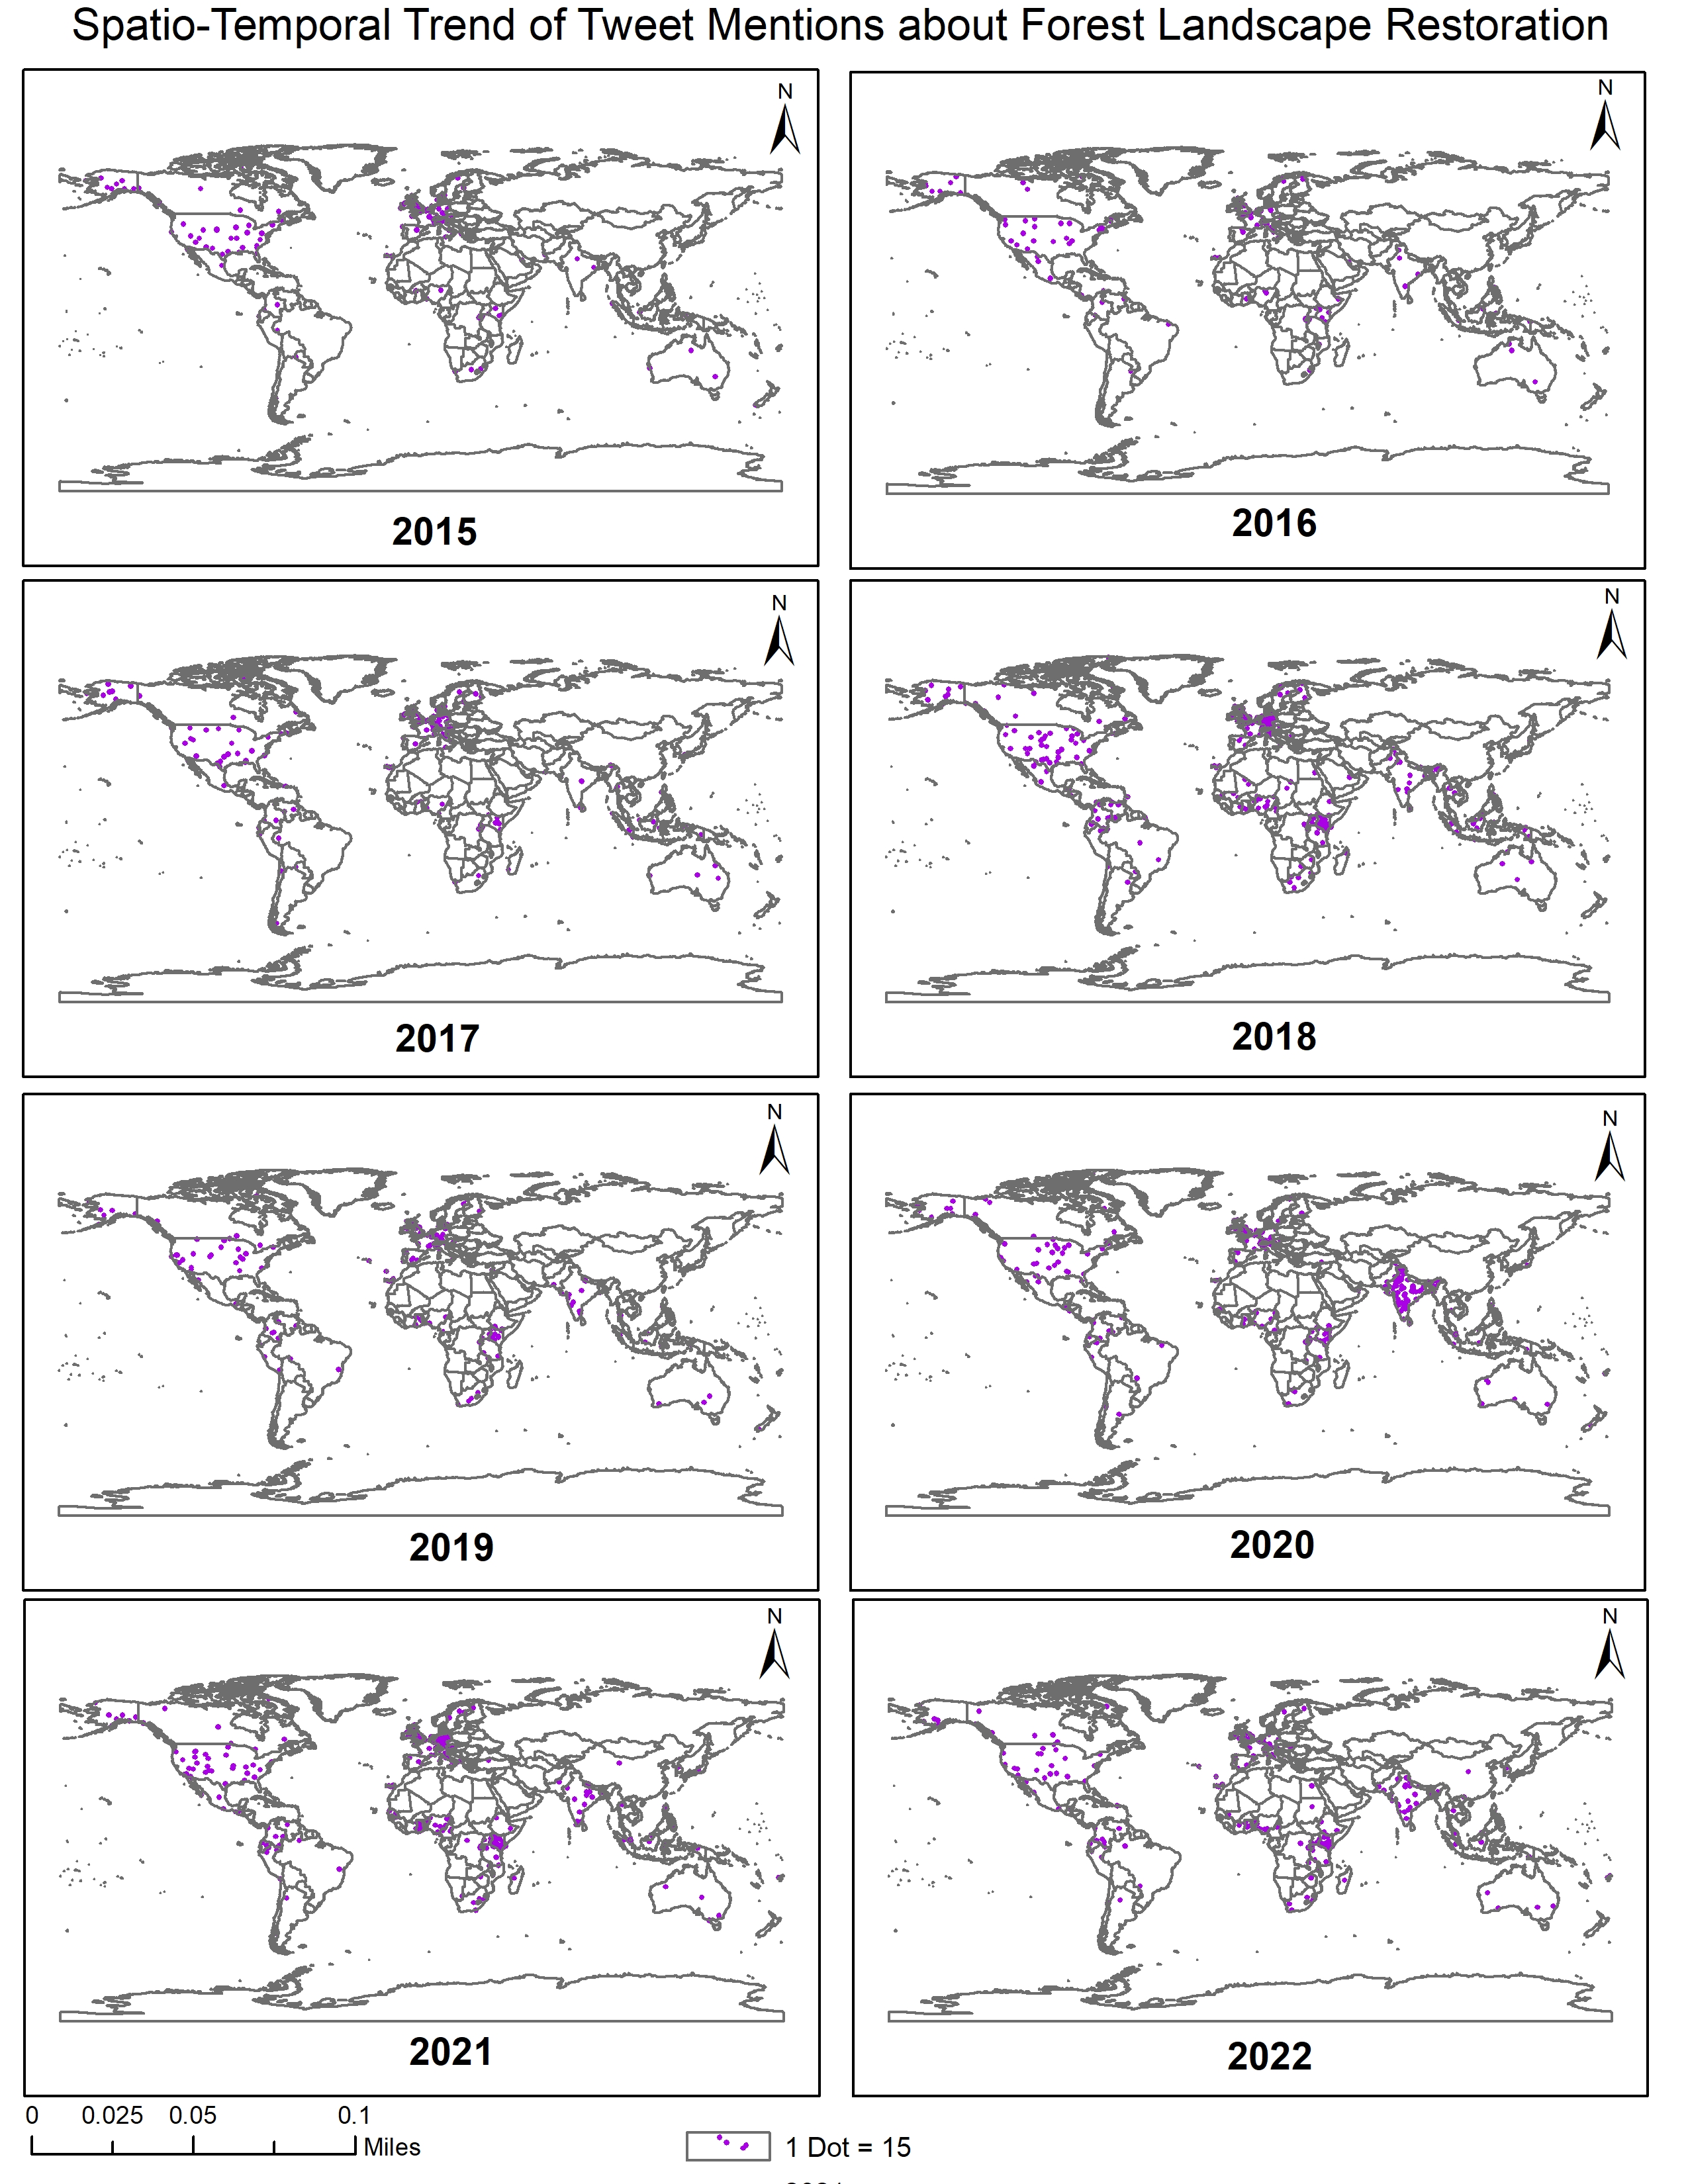 Spatio-Temporal Trend of Tweet Mentions about Forest Landscape Restoration
N
N
2015
2016
N
N
2017
2018
N
N
2019
2020
N
N
2021
2022
0 0.025 0.05 0.1
Miles
1 Dot = 15